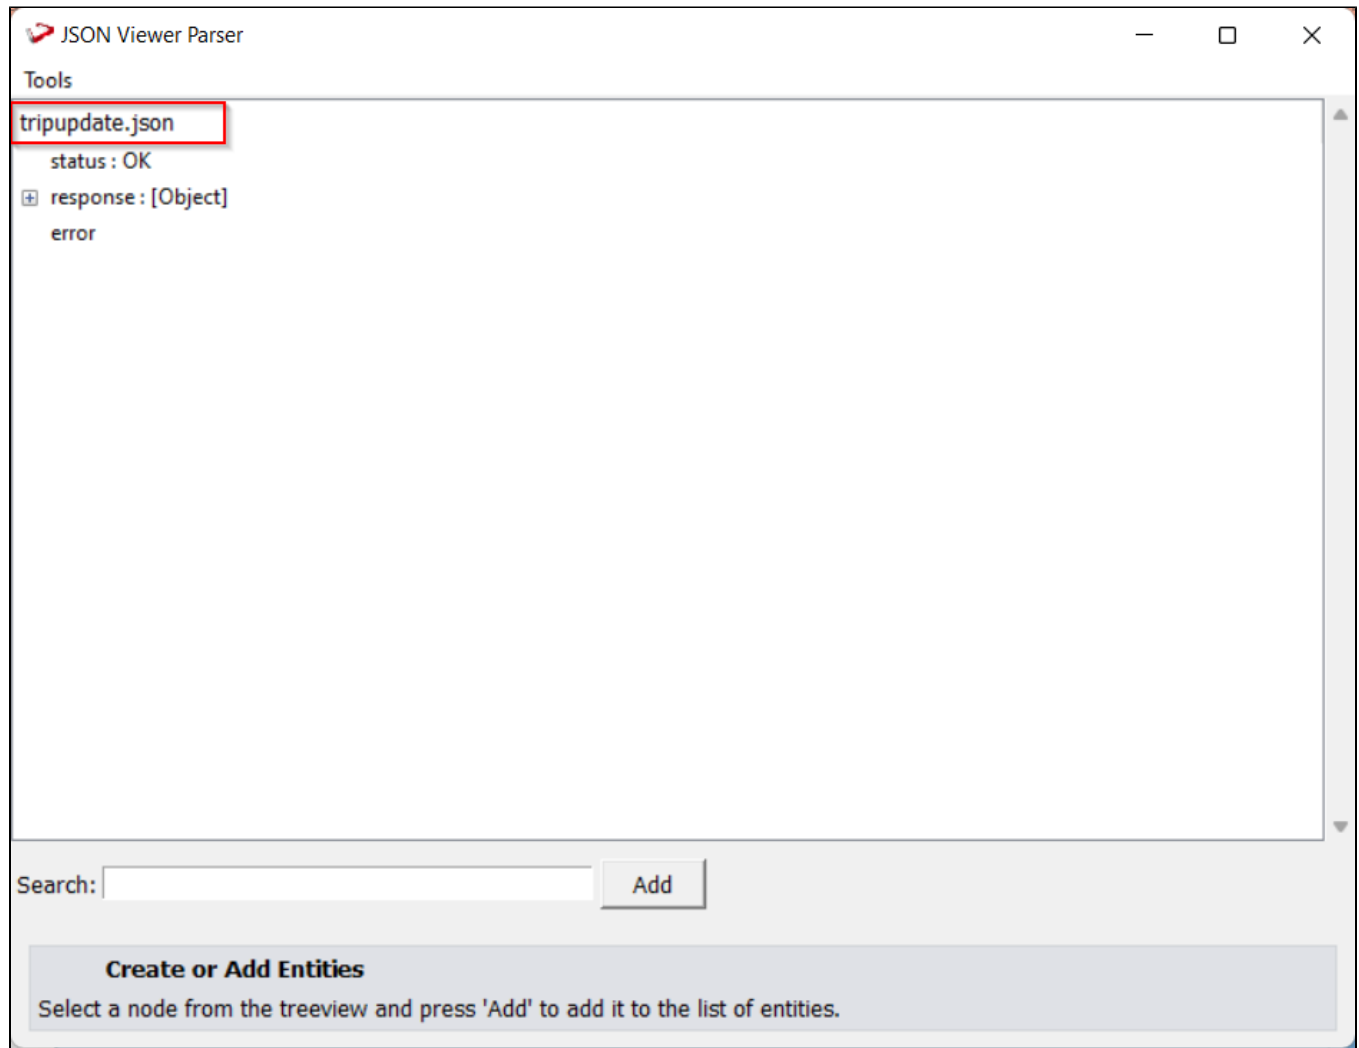 JSON Viewer Parser
Tools
tripupdate.json
status : OK
response : [Object]
error
Search:
Add
Create or Add Entities
Select a node from the treeview and press 'Add' to add it to the list of entities.